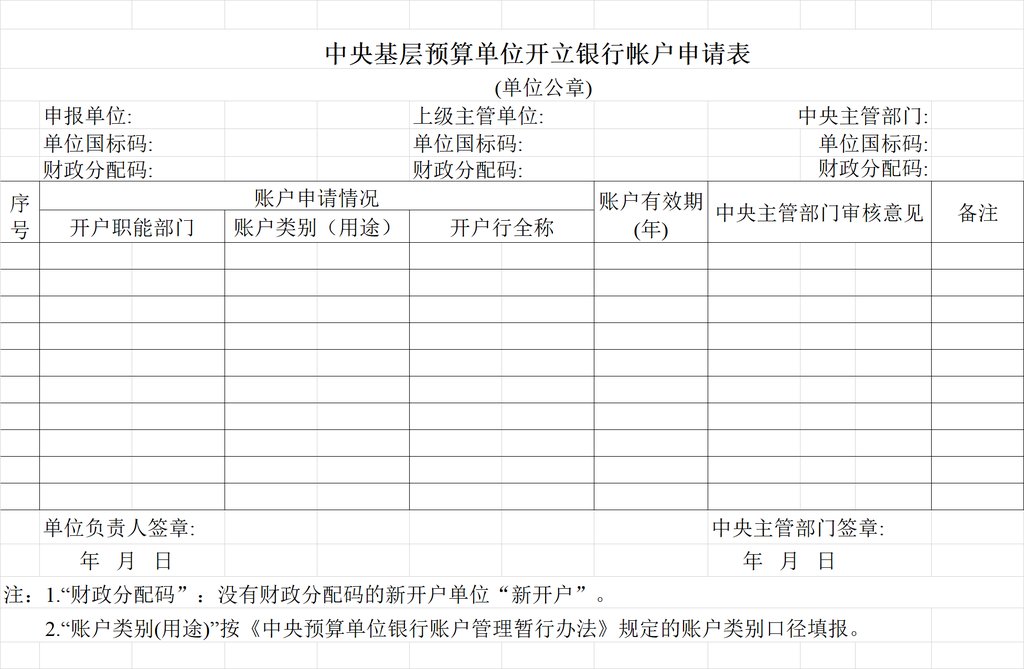 中央基层预算单位开立银行帐户申请表
(单位公章)
申报单位: 上级主管单位: 中央主管部门:
单位国标码: 单位国标码: 单位国标码:
财政分配码: 财政分配码: 财政分配码:
序号 账户申请情况 账户有效期(年) 中央主管部门审核意见 备注
开户职能部门 账户类别（用途） 开户行全称
单位负责人签章: 中央主管部门签章:
年 月 日 年 月 日
注：1.“财政分配码”：没有财政分配码的新开户单位“新开户”。
2.“账户类别(用途)”按《中央预算单位银行账户管理暂行办法》规定的账户类别口径填报。